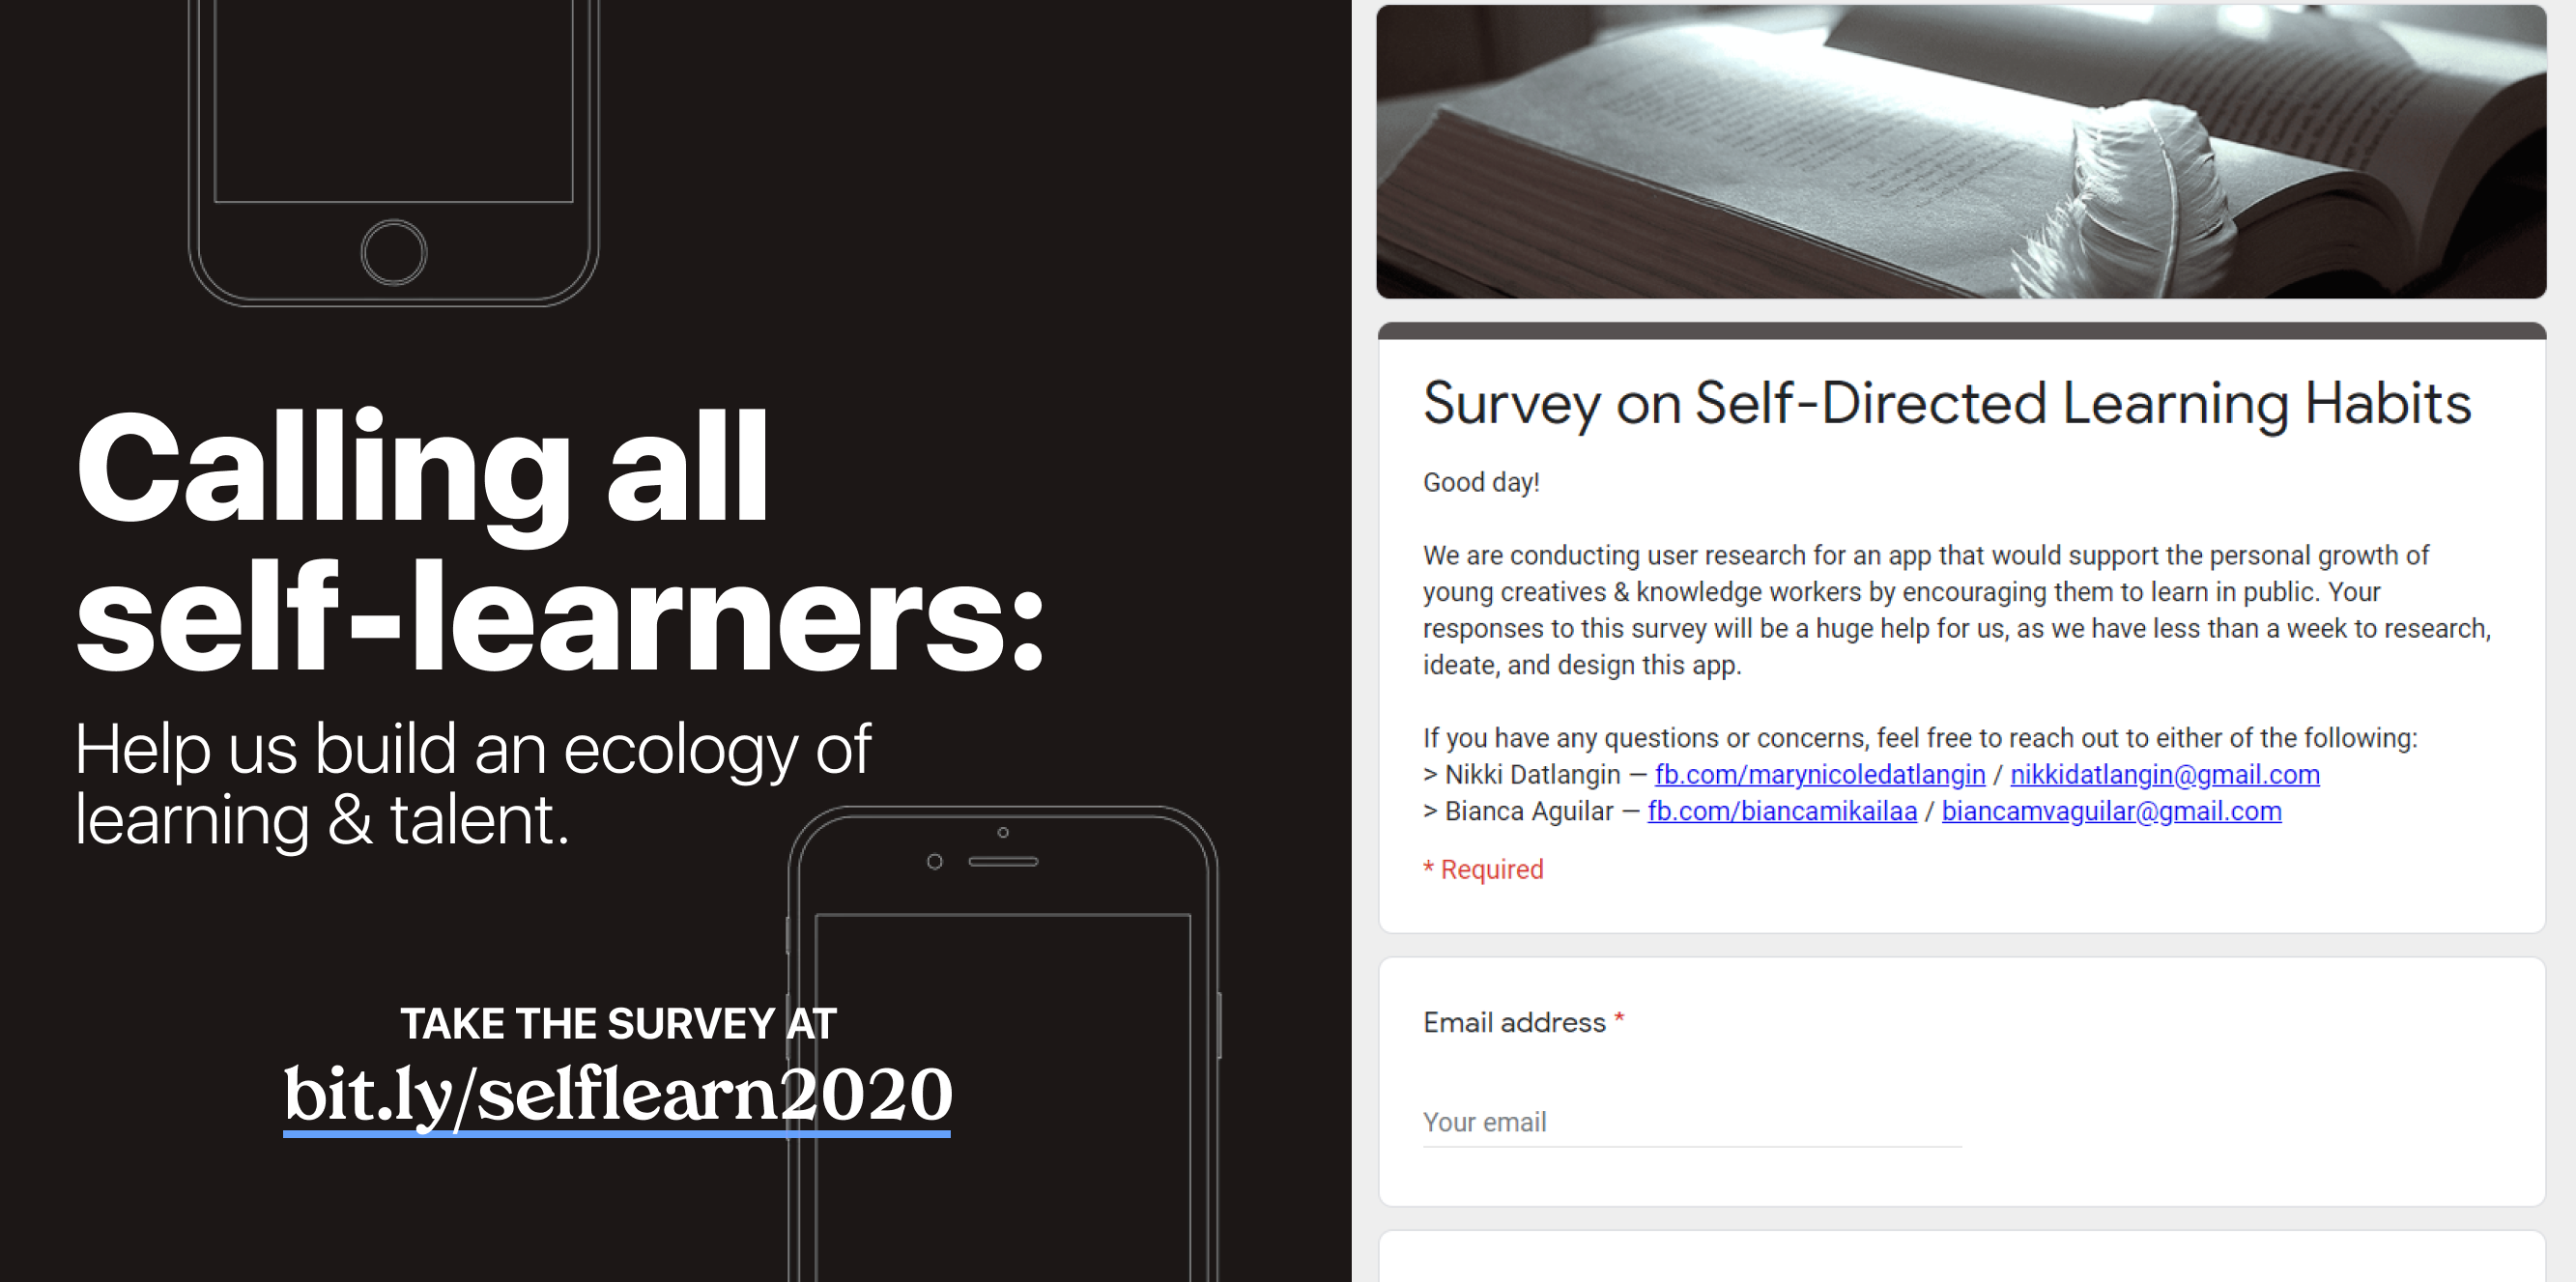 Calling all
self-learners:
Help us build an ecology of
learning & talent.
TAKE THE SURVEY AT
bit.ly/selflearn2020
Survey on Self-Directed Learning Habits
Good day!
We are conducting user research for an app that would support the personal growth of
young creatives & knowledge workers by encouraging them to learn in public. Your
responses to this survey will be a huge help for us, as we have less than a week to research,
ideate, and design this app.
If you have any questions or concerns, feel free to reach out to either of the following:
> Nikki Datlangin — fb.com/marynicoledatlangin / nikkidatlangin@gmail.com
> Bianca Aguilar — fb.com/biancamikailaa / biancamvaguilar@gmail.com
* Required
Email address *
Your email